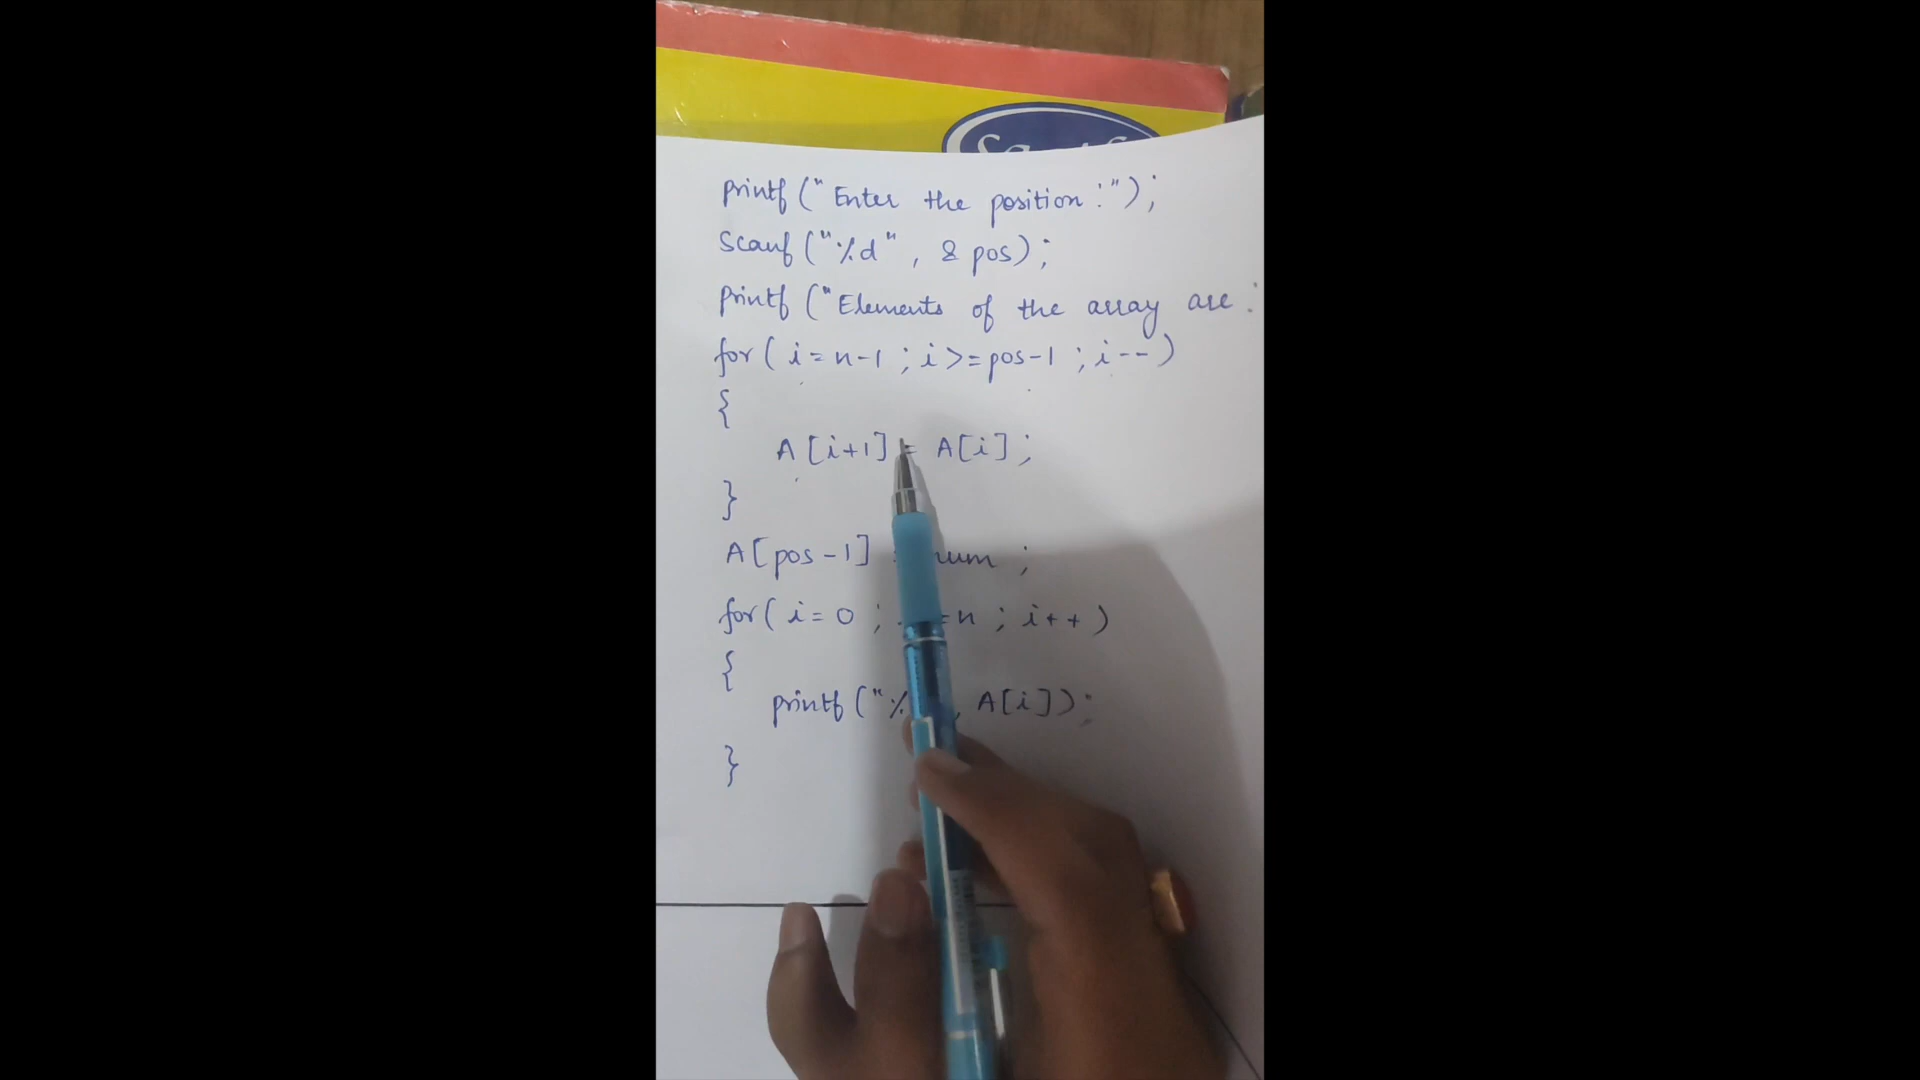 printf ("Enter the position :");
Scanf ("%d" , & pos);
printf ("Elements of the array are :
for ( i = n-1 ; i >= pos-1 ; i-- )
{
A [i+1] = A[i] ;
}
A [pos-1] num ;
for ( i = 0 ; =n ; i++ )
{
printf ("% , A[i]);
}